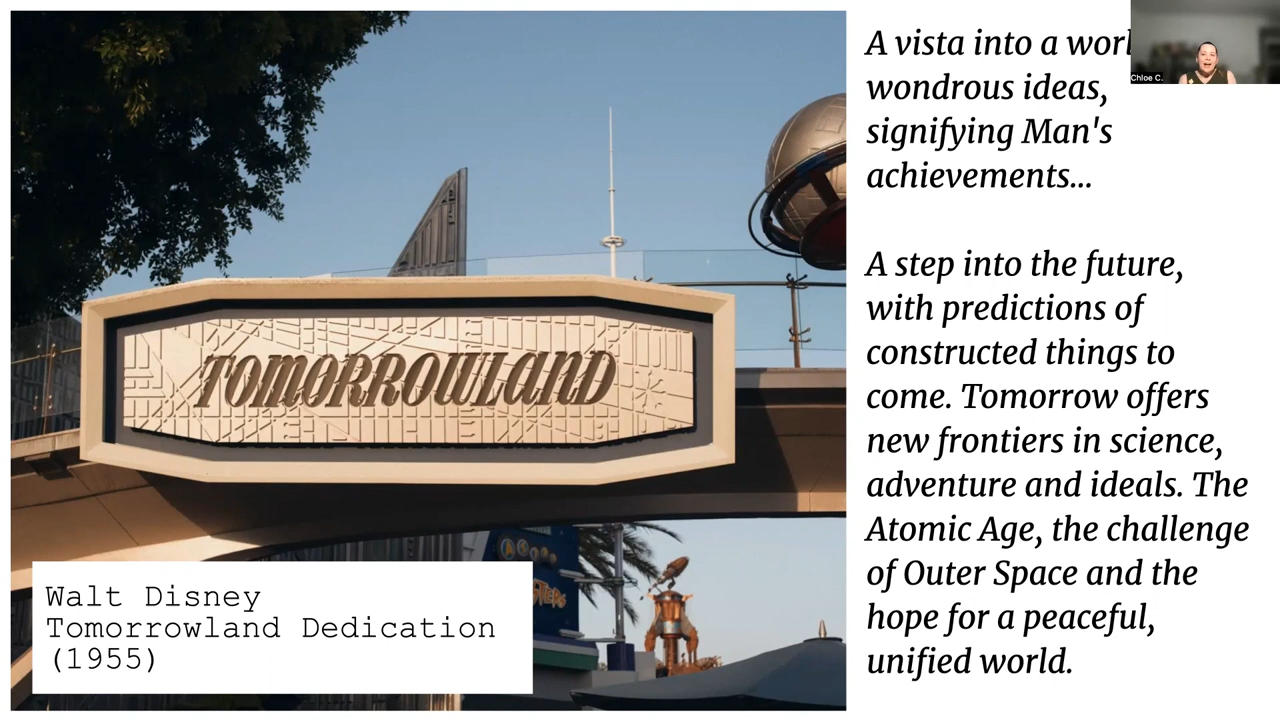 A vista into a worl
wondrous ideas,
signifying Man's
achievements...
A step into the future,
with predictions of
constructed things to
come. Tomorrow offers
new frontiers in science,
adventure and ideals. The
Atomic Age, the challenge
of Outer Space and the
hope for a peaceful,
unified world.
Chloe C.
TOMORROWLAND
Walt Disney
Tomorrowland Dedication
(1955)